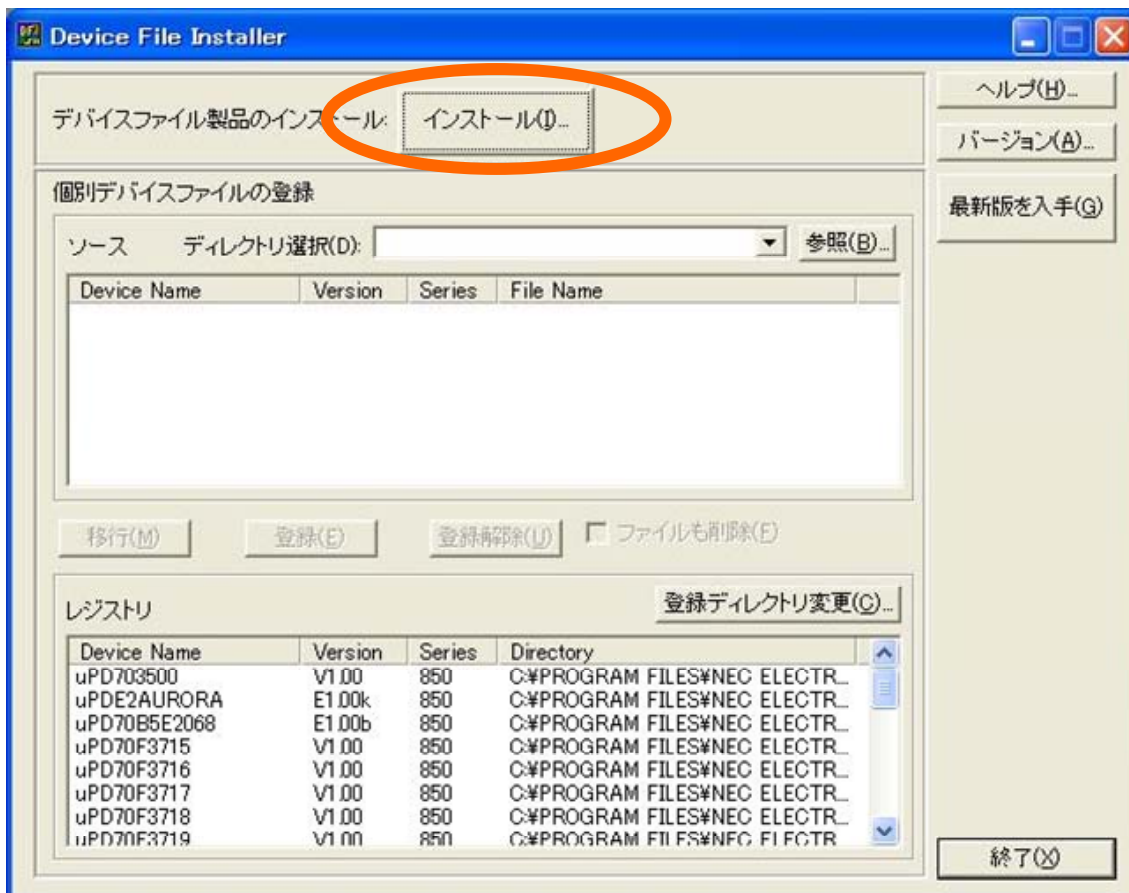 Device File Installer
デバイスファイル製品のインストール: インストール(I)...
ヘルプ(H)...
バージョン(A)...
最新版を入手(G)
個別デバイスファイルの登録
ソース ディレクトリ選択(D): 参照(B)...
Device Name Version Series File Name
移行(M) 登録(E) 登録解除(U) ファイルも削除(F)
レジストリ 登録ディレクトリ変更(C)...
Device Name Version Series Directory
uPD703500 V1.00 850 C:¥PROGRAM FILES¥NEC ELECTR...
uPDE2AURORA E1.00k 850 C:¥PROGRAM FILES¥NEC ELECTR...
uPD70B5E2068 E1.00b 850 C:¥PROGRAM FILES¥NEC ELECTR...
uPD70F3715 V1.00 850 C:¥PROGRAM FILES¥NEC ELECTR...
uPD70F3716 V1.00 850 C:¥PROGRAM FILES¥NEC ELECTR...
uPD70F3717 V1.00 850 C:¥PROGRAM FILES¥NEC ELECTR...
uPD70F3718 V1.00 850 C:¥PROGRAM FILES¥NEC ELECTR...
uPD70F3719 V1.00 850 C:¥PROGRAM FILES¥NEC ELECTR
終了(X)